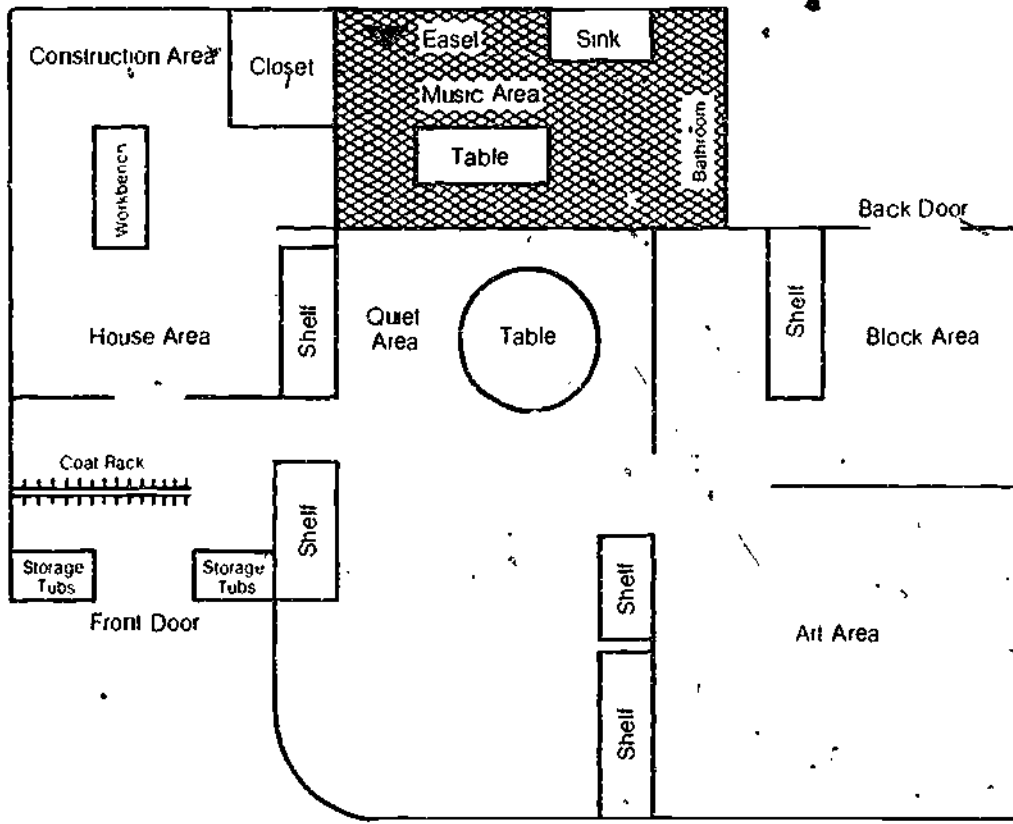 Construction Area
Closet
Easel
Sink
Music Area
Table
Bathroom
Workbench
Back Door
House Area
Shelf
Quiet
Area
Table
Shelf
Block Area
Coat Rack
Shelf
Storage
Tubs
Storage
Tubs
Front Door
Shelf
Art Area
Shelf